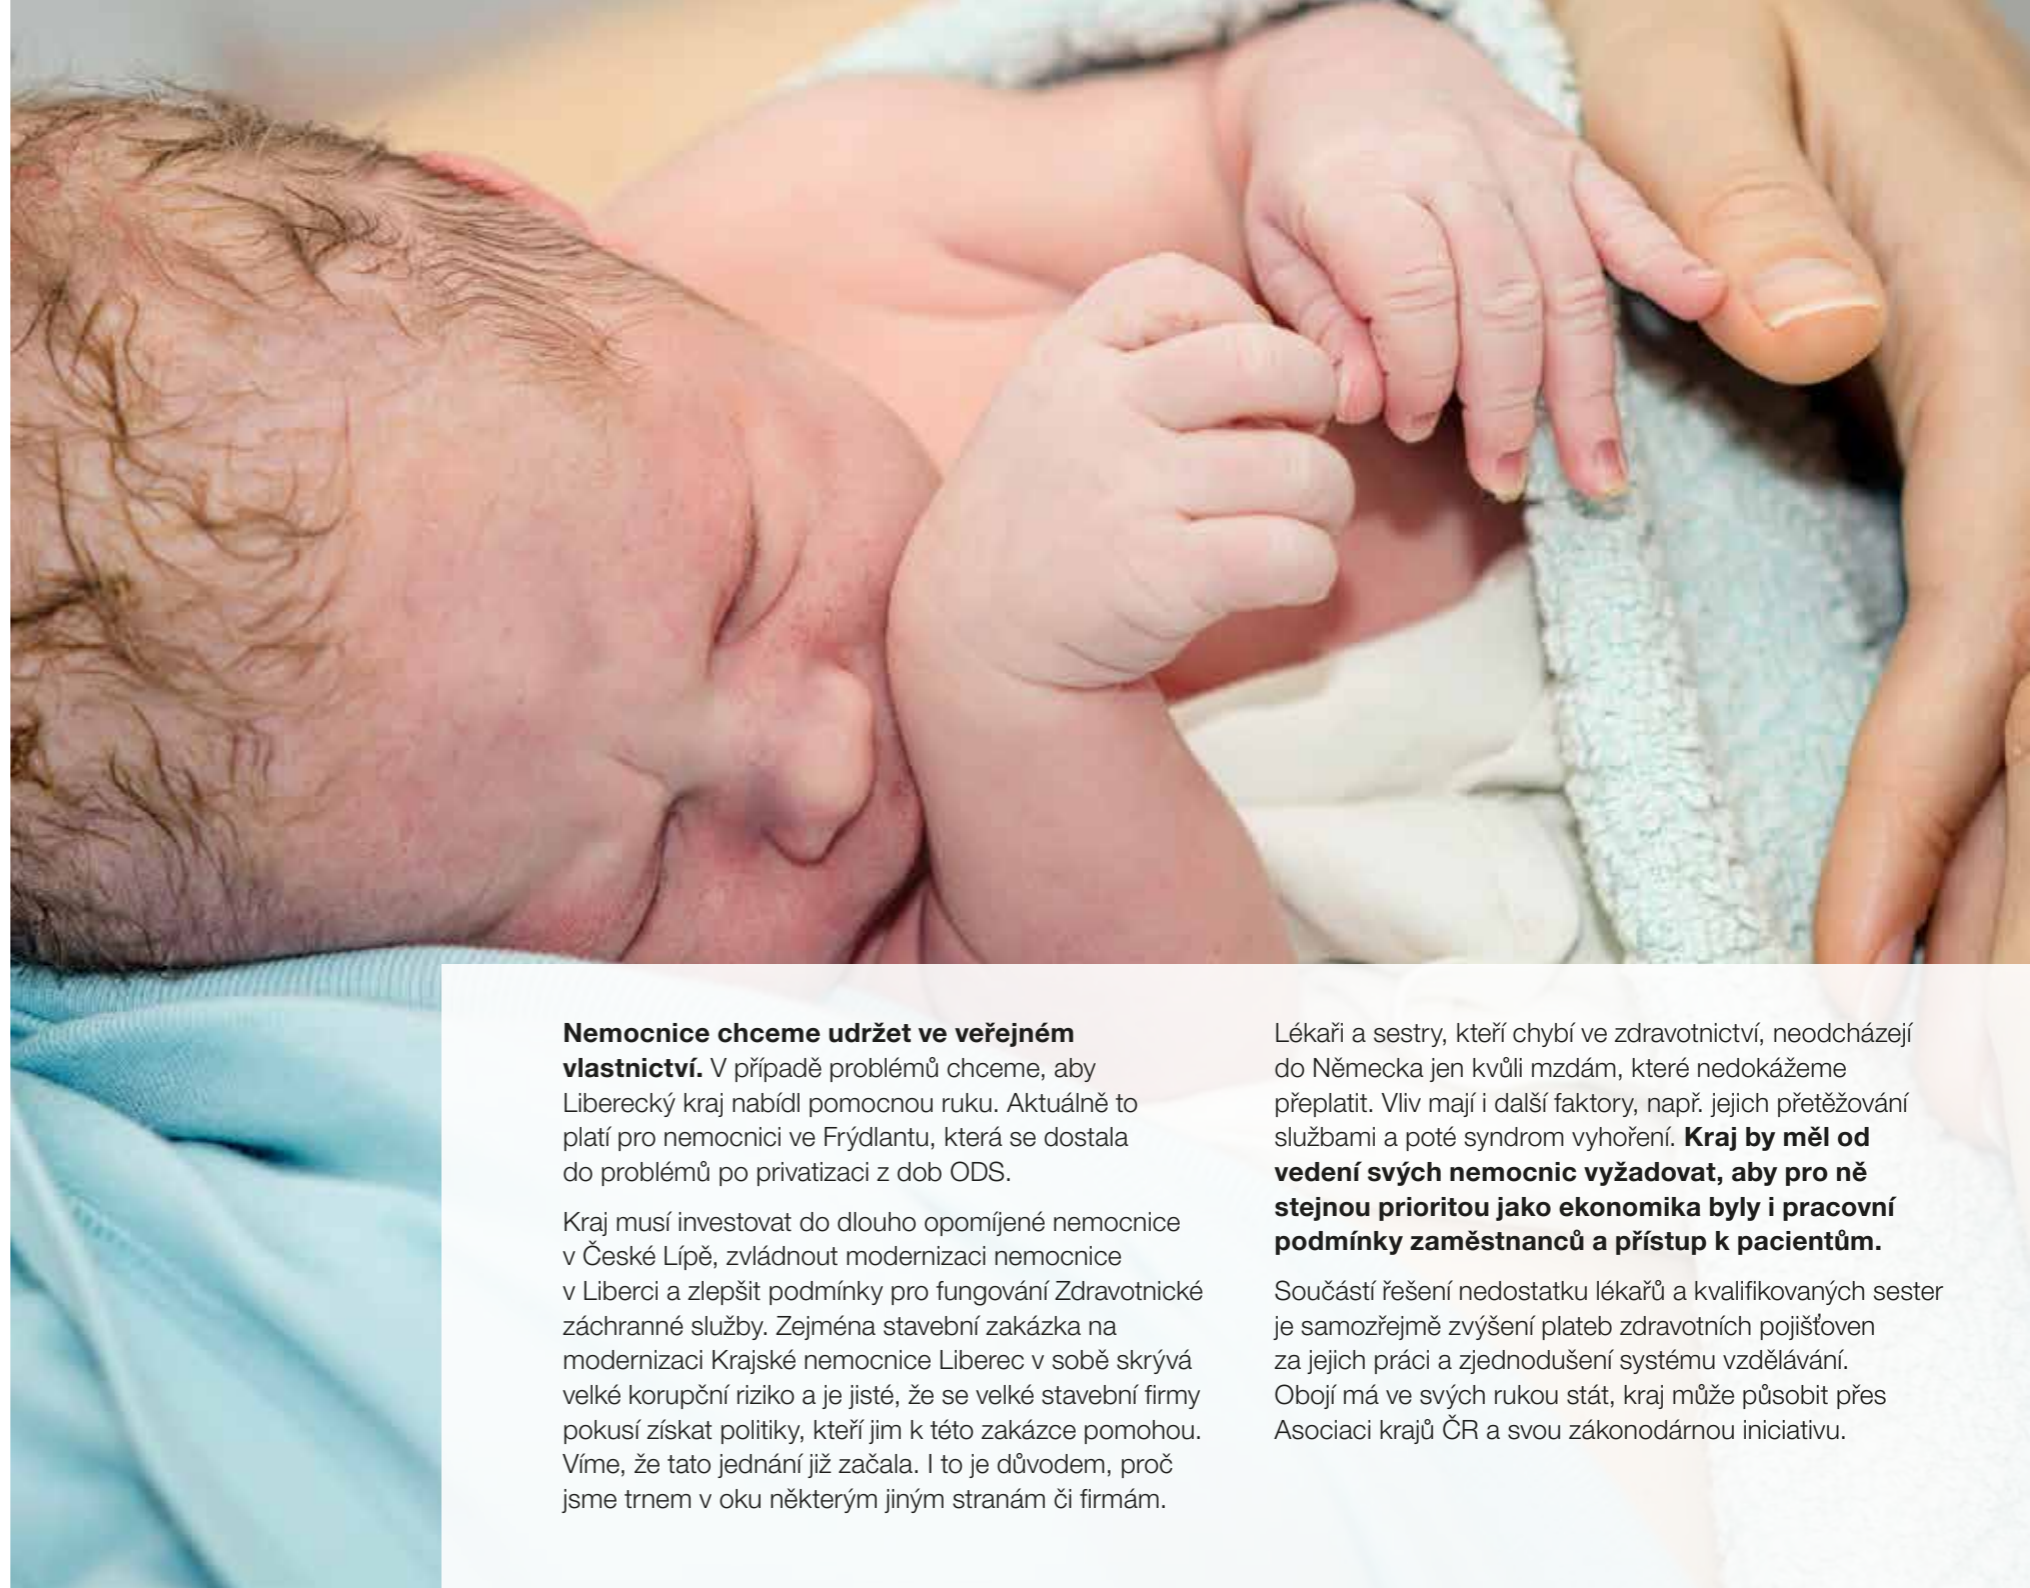 Nemocnice chceme udržet ve veřejném
vlastnictví. V případě problémů chceme, aby
Liberecký kraj nabídl pomocnou ruku. Aktuálně to
platí pro nemocnici ve Frýdlantu, která se dostala
do problémů po privatizaci z dob ODS.
Kraj musí investovat do dlouho opomíjené nemocnice
v České Lípě, zvládnout modernizaci nemocnice
v Liberci a zlepšit podmínky pro fungování Zdravotnické
záchranné služby. Zejména stavební zakázka na
modernizaci Krajské nemocnice Liberec v sobě skrývá
velké korupční riziko a je jisté, že se velké stavební firmy
pokusí získat politiky, kteří jim k této zakázce pomohou.
Víme, že tato jednání již začala. I to je důvodem, proč
jsme trnem v oku některým jiným stranám či firmám.
Lékaři a sestry, kteří chybí ve zdravotnictví, neodcházejí
do Německa jen kvůli mzdám, které nedokážeme
přeplatit. Vliv mají i další faktory, např. jejich přetěžování
službami a poté syndrom vyhoření. Kraj by měl od
vedení svých nemocnic vyžadovat, aby pro ně
stejnou prioritou jako ekonomika byly i pracovní
podmínky zaměstnanců a přístup k pacientům.
Součástí řešení nedostatku lékařů a kvalifikovaných sester
je samozřejmě zvýšení plateb zdravotních pojišťoven
za jejich práci a zjednodušení systému vzdělávání.
Obojí má ve svých rukou stát, kraj může působit přes
Asociaci krajů ČR a svou zákonodárnou iniciativu.